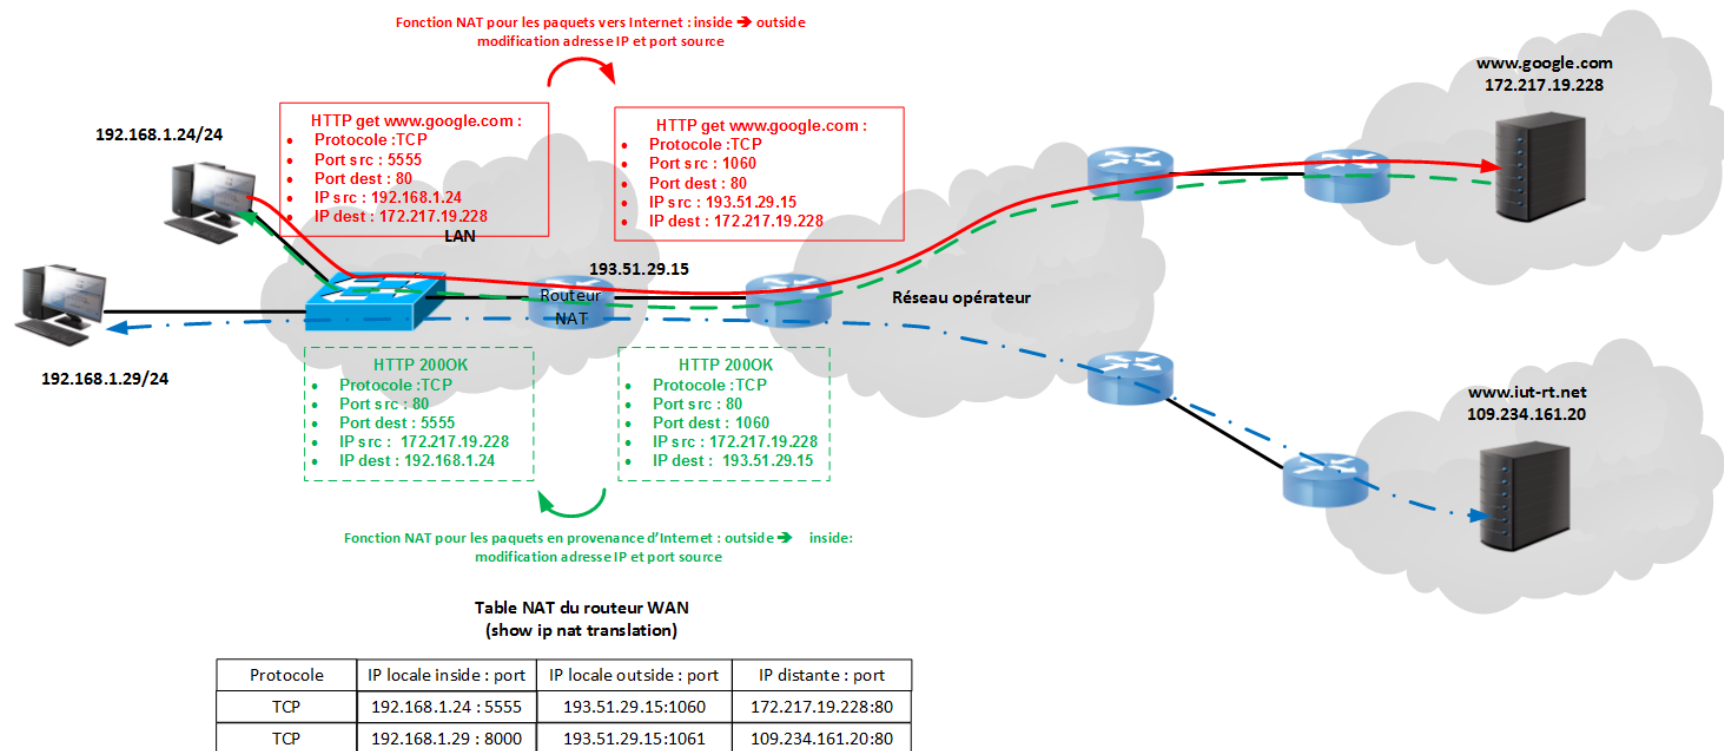 Fonction NAT pour les paquets vers Internet : inside ➔ outside
modification adresse IP et port source
www.google.com
172.217.19.228
192.168.1.24/24
HTTP get www.google.com :
• Protocole :TCP
• Port src : 5555
• Port dest : 80
• IP src : 192.168.1.24
• IP dest : 172.217.19.228
HTTP get www.google.com :
• Protocole :TCP
• Port src : 1060
• Port dest : 80
• IP src : 193.51.29.15
• IP dest : 172.217.19.228
LAN
193.51.29.15
Routeur
NAT
Réseau opérateur
192.168.1.29/24
HTTP 200OK
• Protocole :TCP
• Port src : 80
• Port dest : 5555
• IP src : 172.217.19.228
• IP dest : 192.168.1.24
HTTP 200OK
• Protocole :TCP
• Port src : 80
• Port dest : 1060
• IP src : 172.217.19.228
• IP dest : 193.51.29.15
www.iut-rt.net
109.234.161.20
Fonction NAT pour les paquets en provenance d'Internet : outside ➔ inside:
modification adresse IP et port source
Table NAT du routeur WAN
(show ip nat translation)
Protocole IP locale inside : port IP locale outside : port IP distante : port
TCP 192.168.1.24 : 5555 193.51.29.15:1060 172.217.19.228:80
TCP 192.168.1.29 : 8000 193.51.29.15:1061 109.234.161.20:80